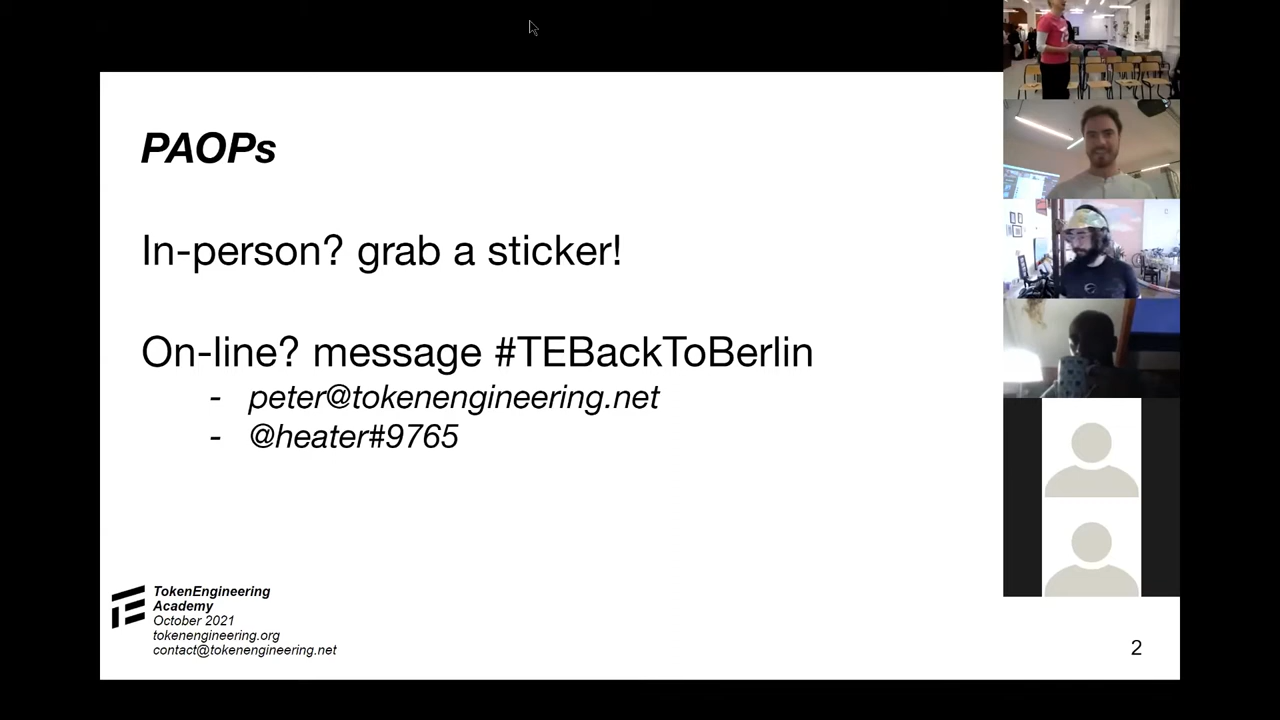 PAOPs
In-person? grab a sticker!
On-line? message #TEBackToBerlin
- peter@tokenengineering.net
- @heater#9765
TokenEngineering
Academy
October 2021
tokenengineering.org
contact@tokenengineering.net
2